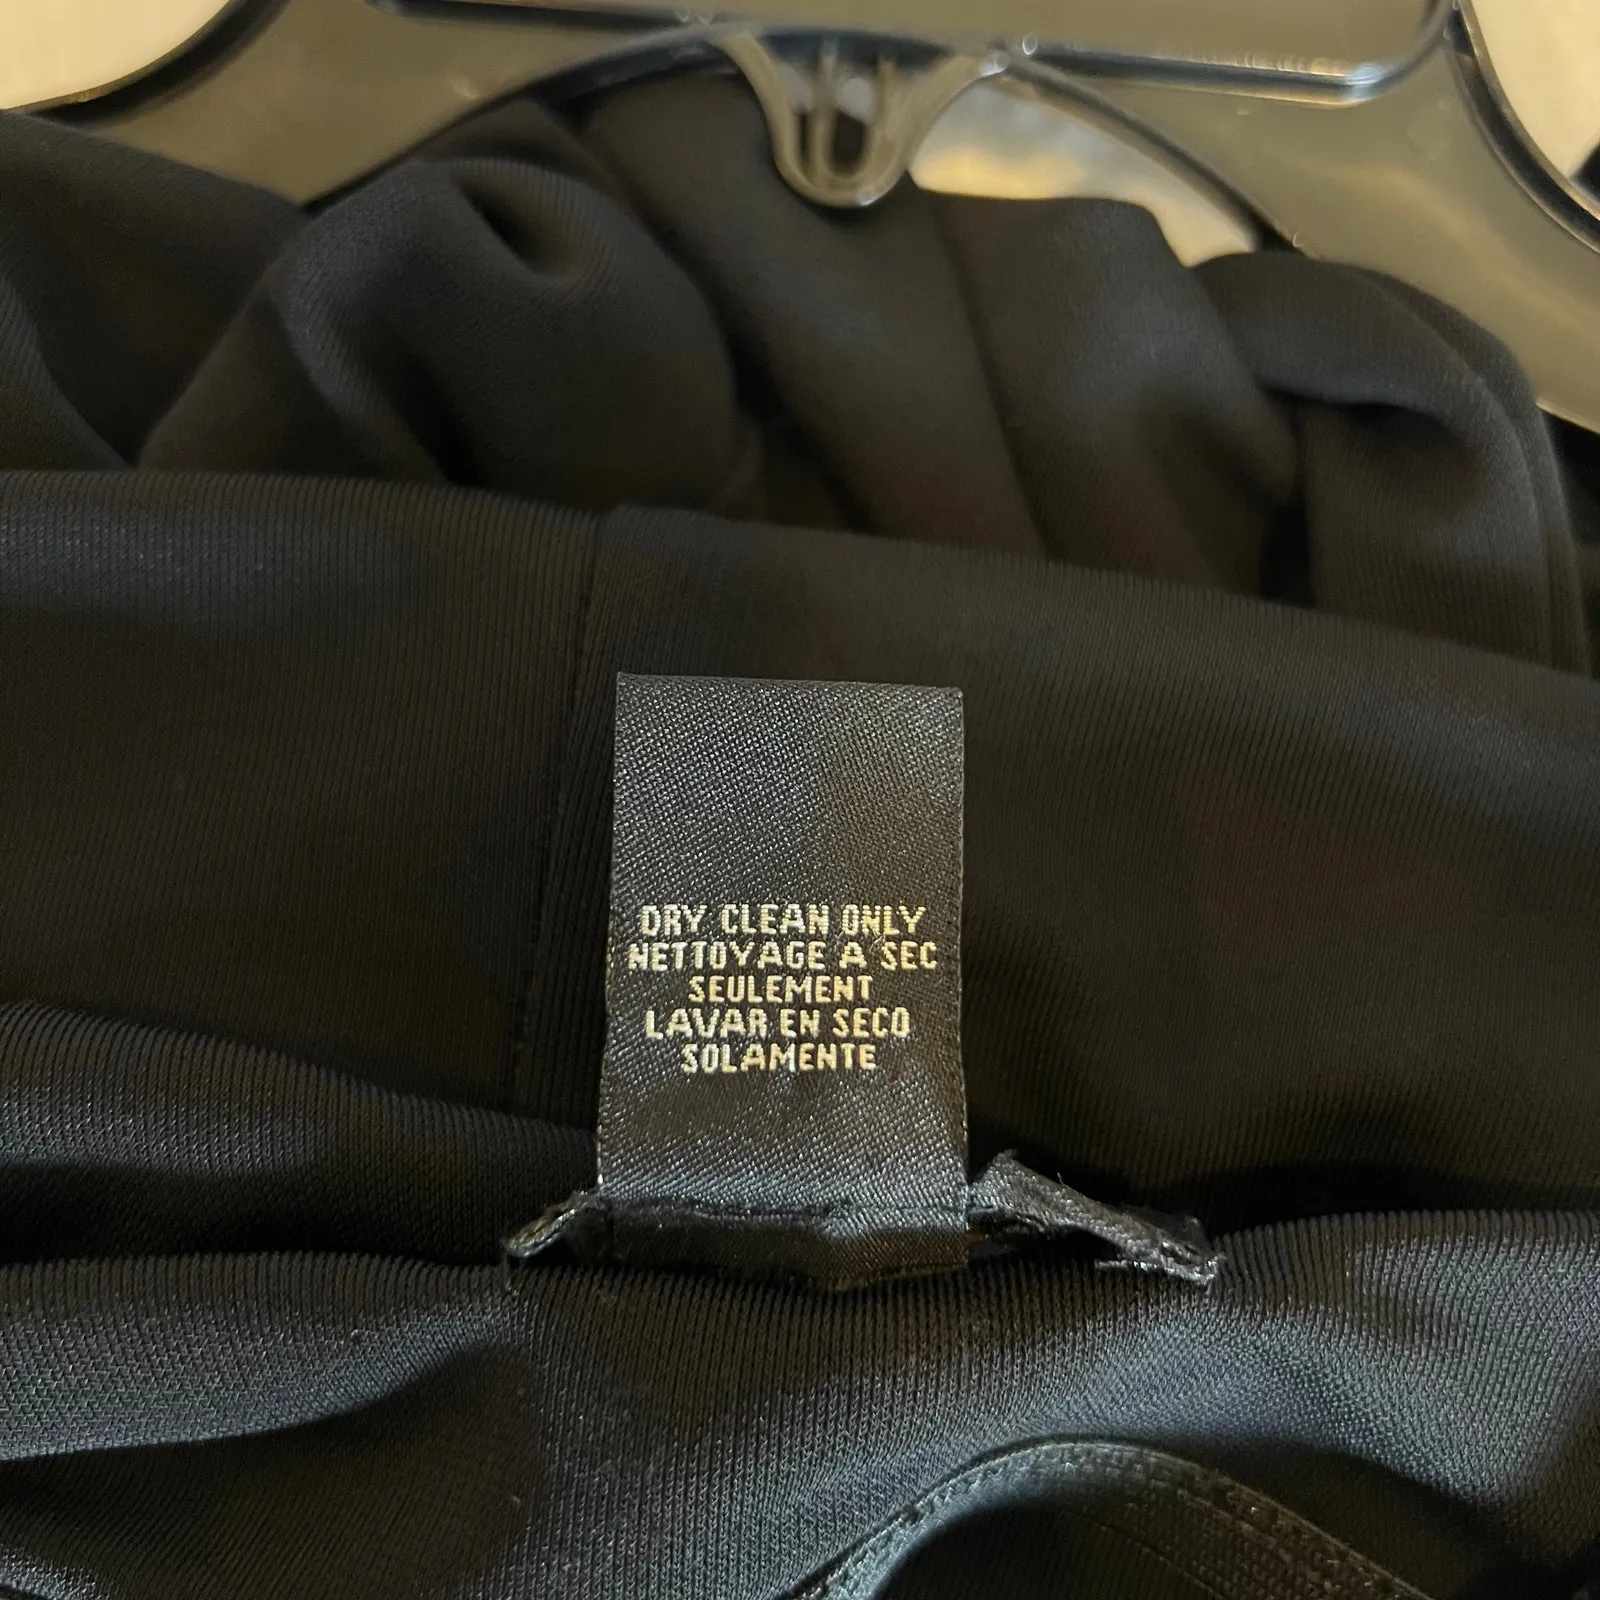 DRY CLEAN ONLY
NETTOYAGE A SEC
SEULEMENT
LAVAR EN SECO
SOLAMENTE